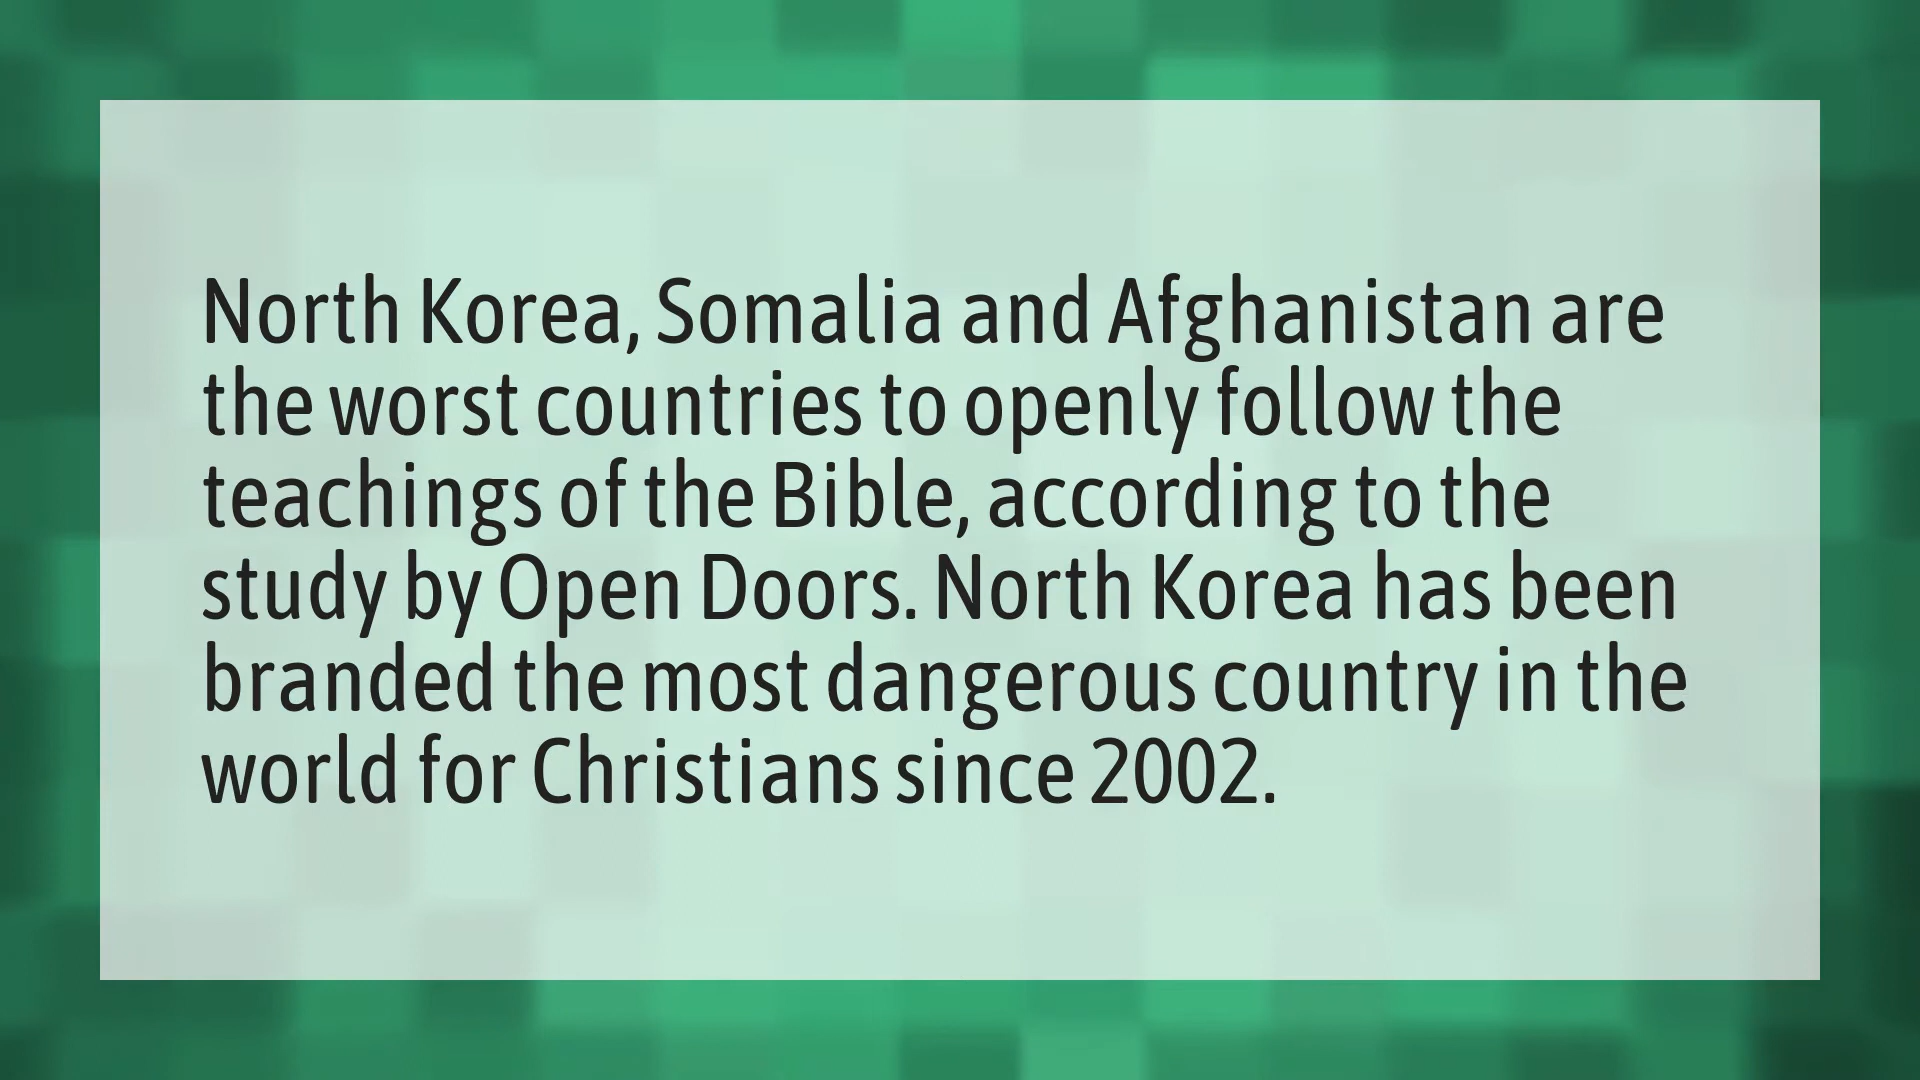 North Korea, Somalia and Afghanistan are
the worst countries to openly follow the
teachings of the Bible, according to the
study by Open Doors. North Korea has been
branded the most dangerous country in the
world for Christians since 2002.